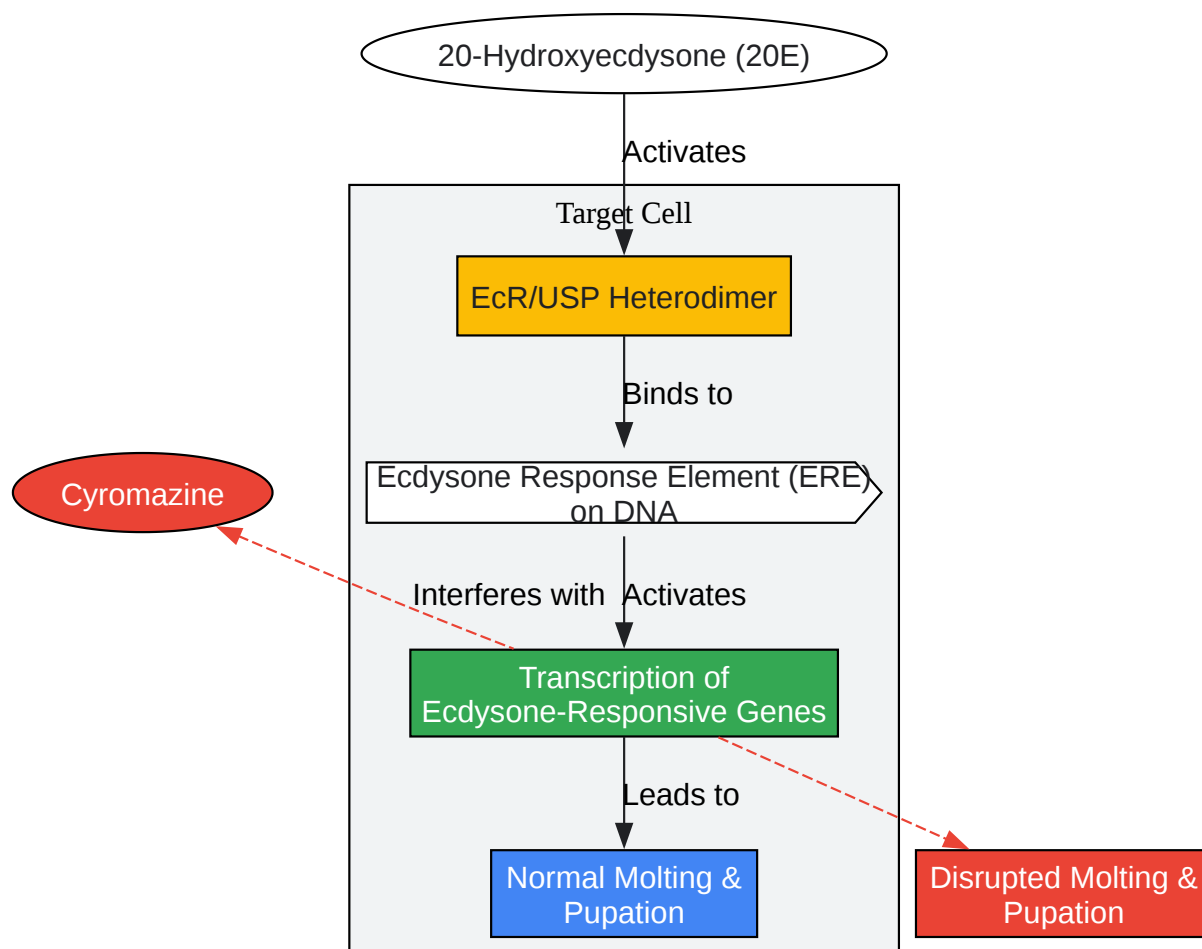 20-Hydroxyecdysone (20E)
Activates
Target Cell
EcR/USP Heterodimer
Binds to
Ecdysone Response Element (ERE)
on DNA
Cyromazine
Interferes with
Activates
Transcription of
Ecdysone-Responsive Genes
Leads to
Normal Molting &
Pupation
Disrupted Molting &
Pupation